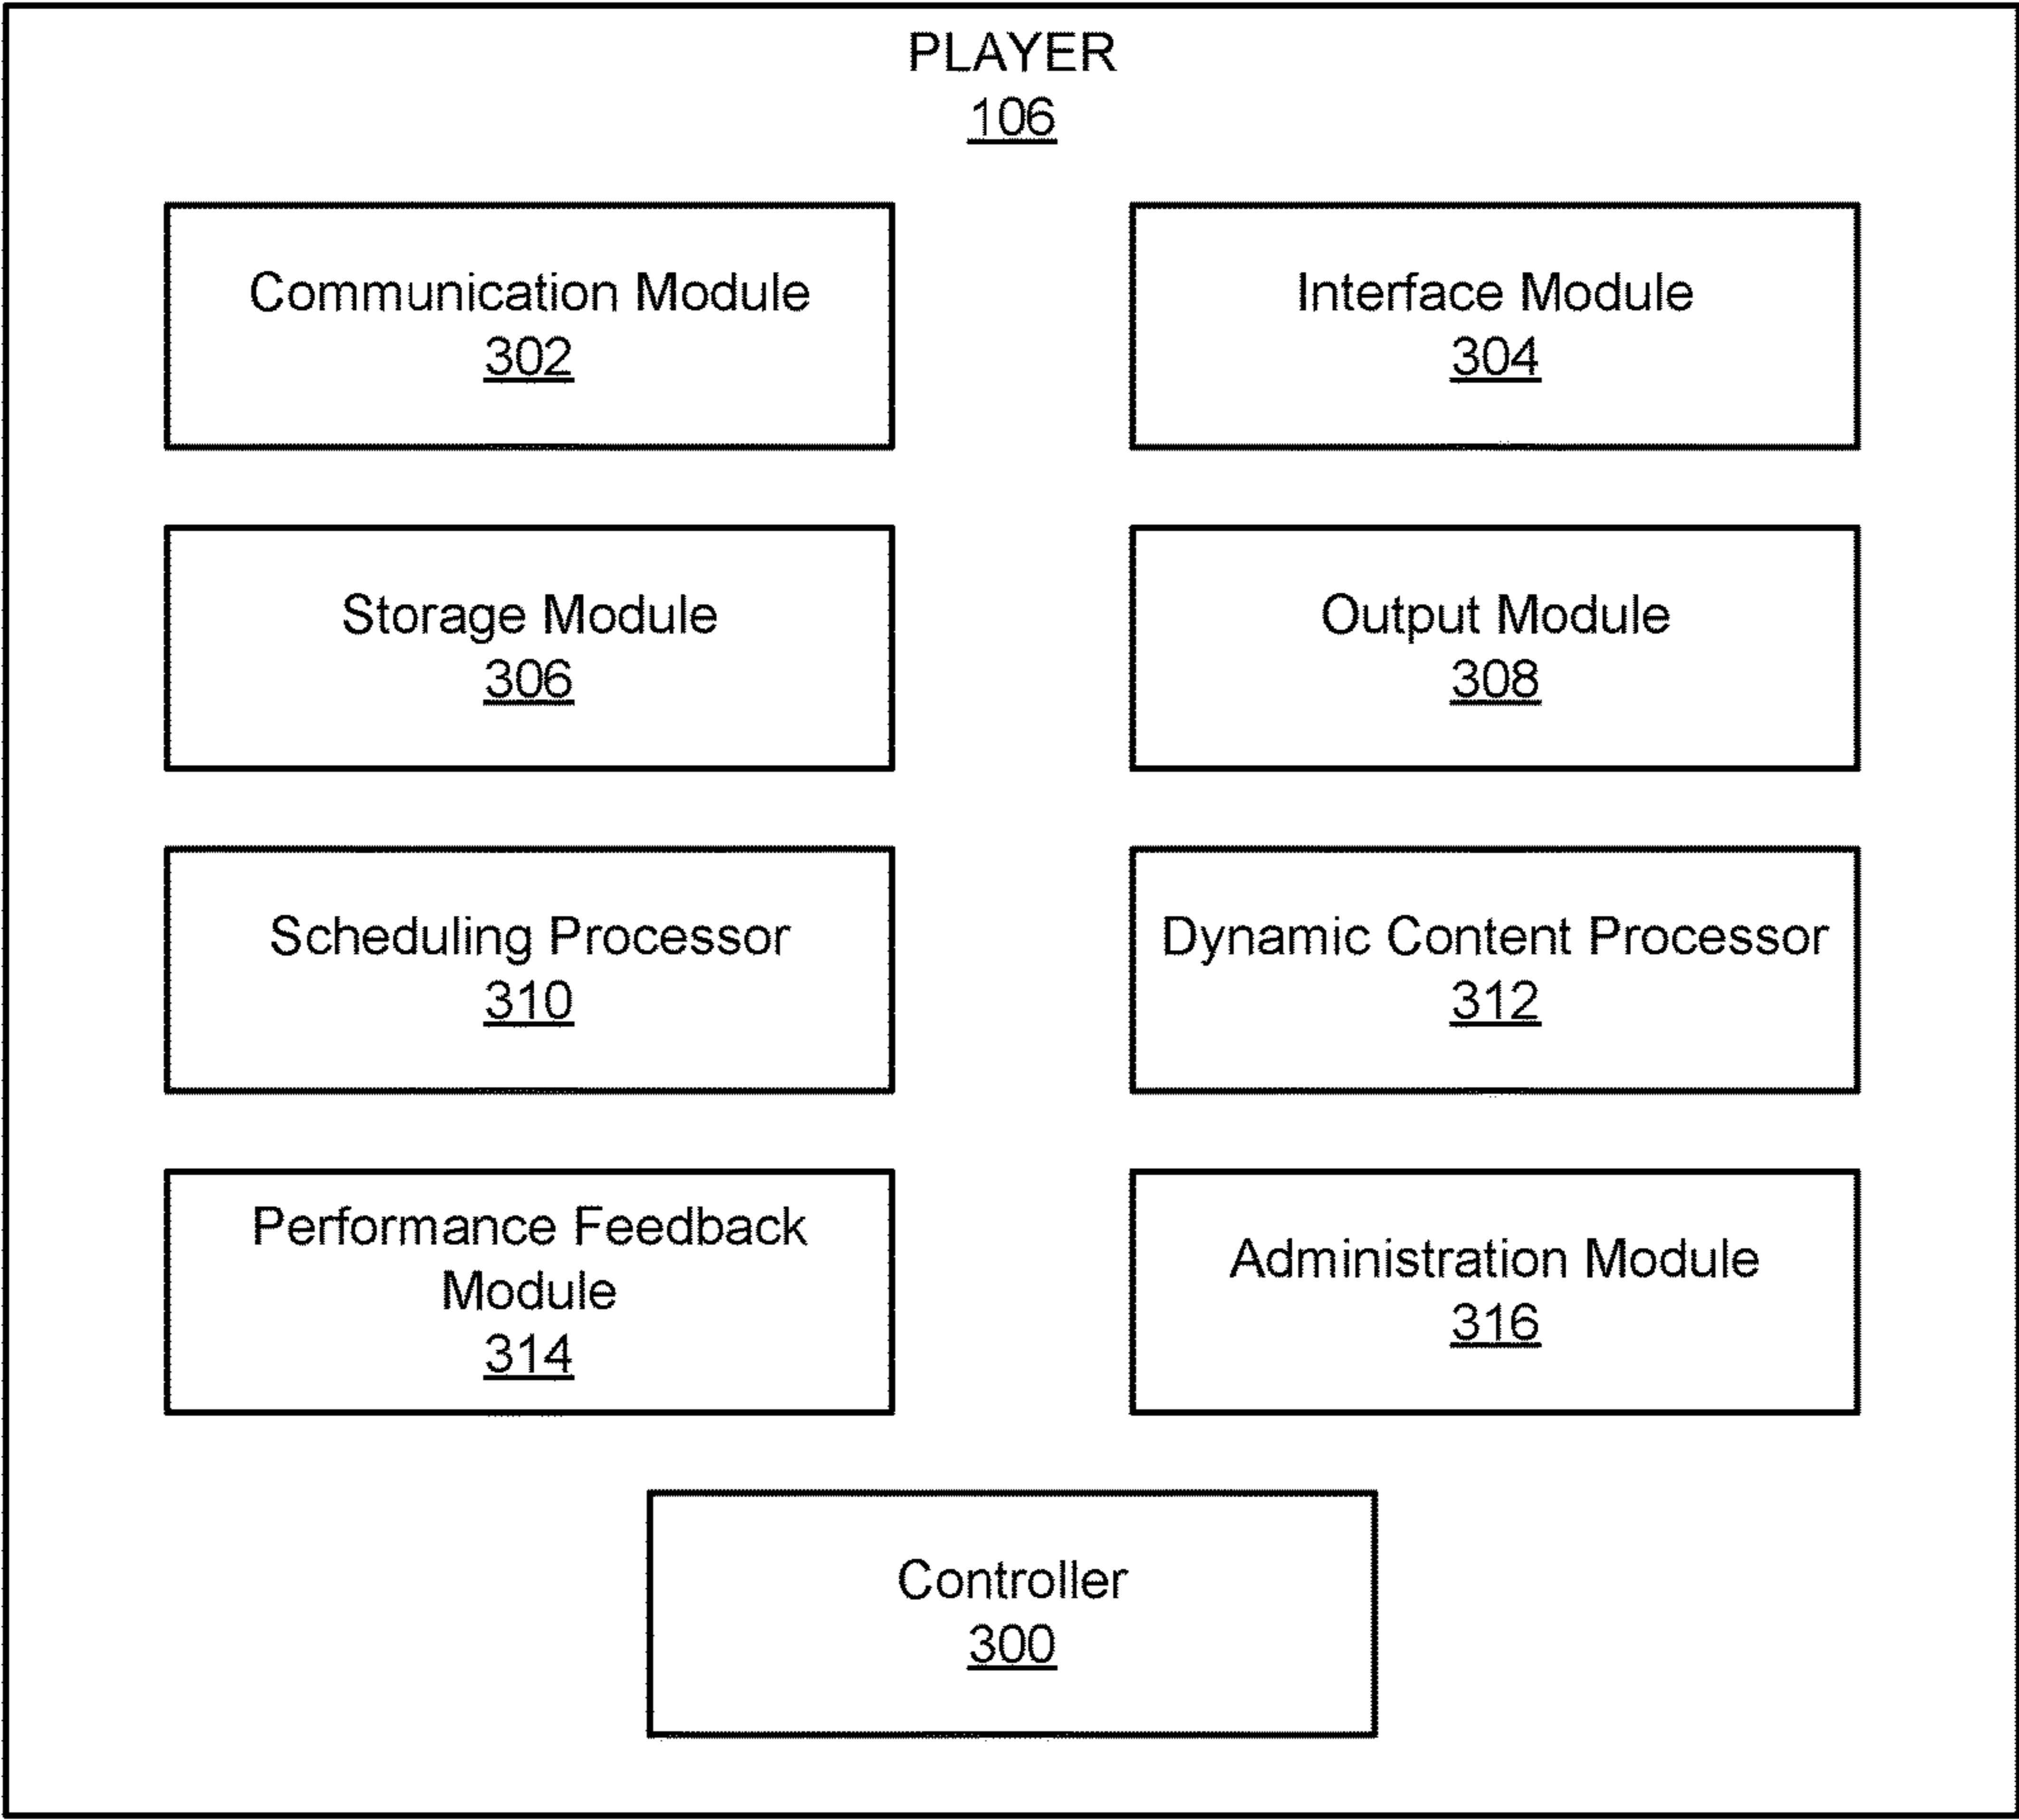 PLAYER
106
Communication Module
302
Interface Module
304
Storage Module
306
Output Module
308
Scheduling Processor
310
Dynamic Content Processor
312
Performance Feedback
Module
314
Administration Module
316
Controller
300